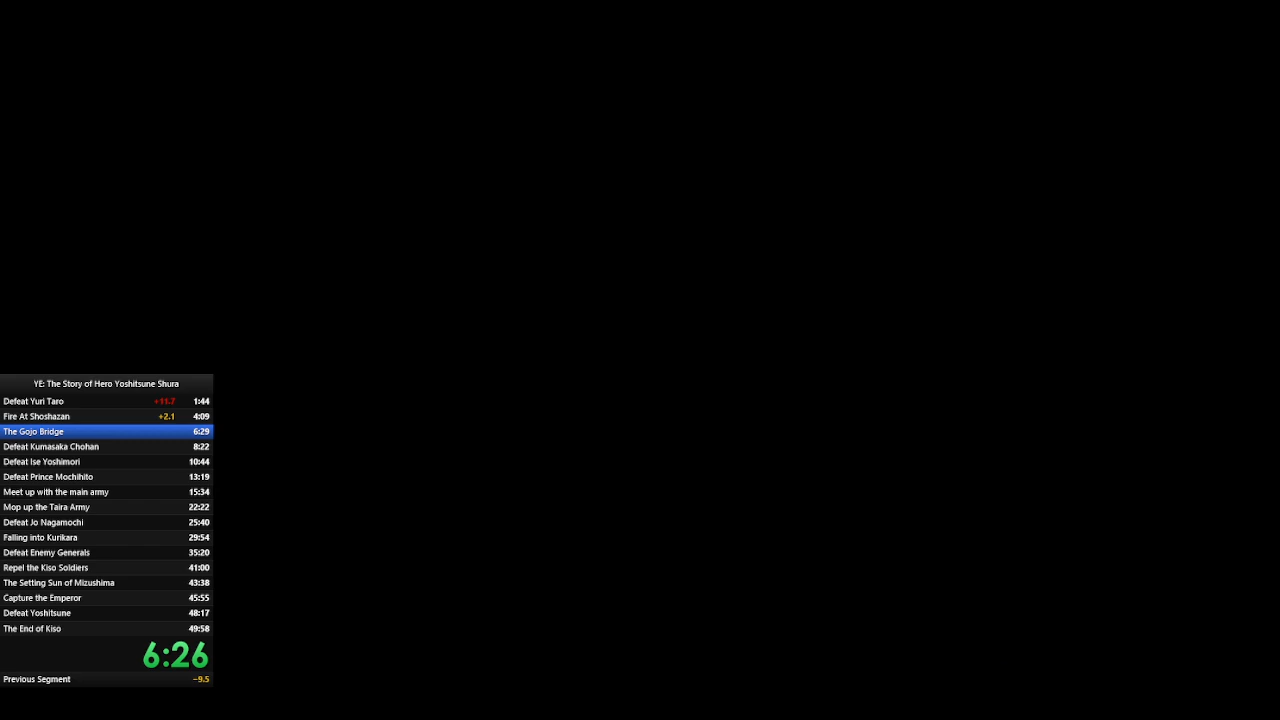 YE: The Story of Hero Yoshitsune Shura
Defeat Yuri Taro +11.7 1:44
Fire At Shoshazan +2.1 4:09
The Gojo Bridge 6:29
Defeat Kumasaka Chohan 8:22
Defeat Ise Yoshimori 10:44
Defeat Prince Mochihito 13:19
Meet up with the main army 15:34
Mop up the Taira Army 22:22
Defeat Jo Nagamochi 25:40
Falling into Kurikara 29:54
Defeat Enemy Generals 35:20
Repel the Kiso Soldiers 41:00
The Setting Sun of Mizushima 43:38
Capture the Emperor 45:55
Defeat Yoshitsune 48:17
The End of Kiso 49:58
6:26
Previous Segment −9.5